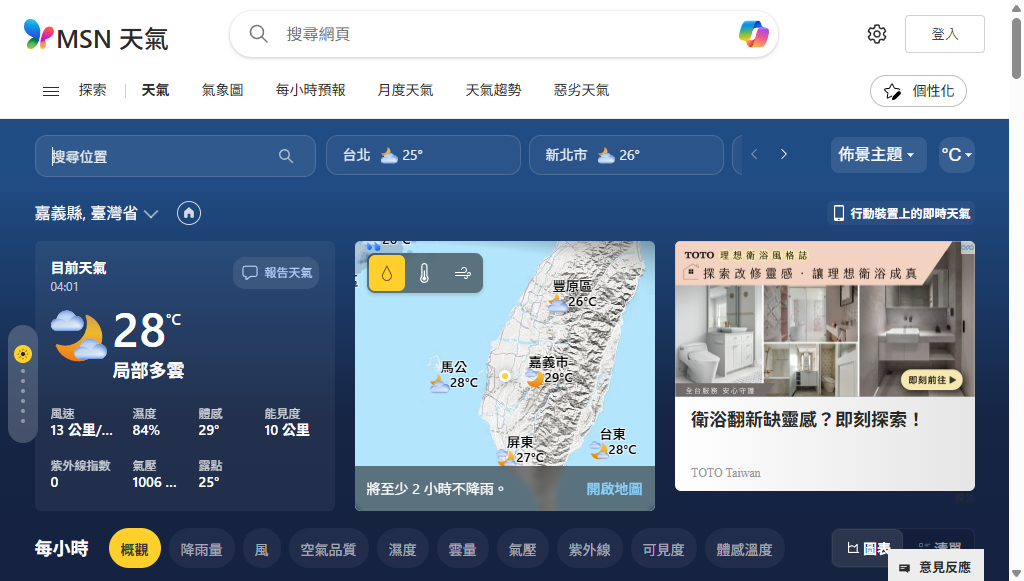 MSN 天氣
搜尋網頁
登入
探索
天氣
氣象圖
每小時預報
月度天氣
天氣趨勢
惡劣天氣
個性化
搜尋位置
台北 25°
新北市 26°
佈景主題
°C
嘉義縣, 臺灣省
行動裝置上的即時天氣
目前天氣
04:01
報告天氣
28°C
局部多雲
風速 濕度 體感 能見度
13 公里/... 84% 29° 10 公里
紫外線指數 氣壓 露點
0 1006 ... 25°
豐原區
26°C
馬公
28°C
嘉義市
29°C
台東
28°C
屏東
27°C
將至少 2 小時不降雨。
開啟地圖
TOTO 理想衛浴風格誌
探索改修靈感．讓理想衛浴成真
全台服務 安心守護
即刻前往
衛浴翻新缺靈感？即刻探索！
TOTO Taiwan
每小時
概觀
降雨量
風
空氣品質
濕度
雲量
氣壓
紫外線
可見度
體感溫度
圖表
清單
意見反應